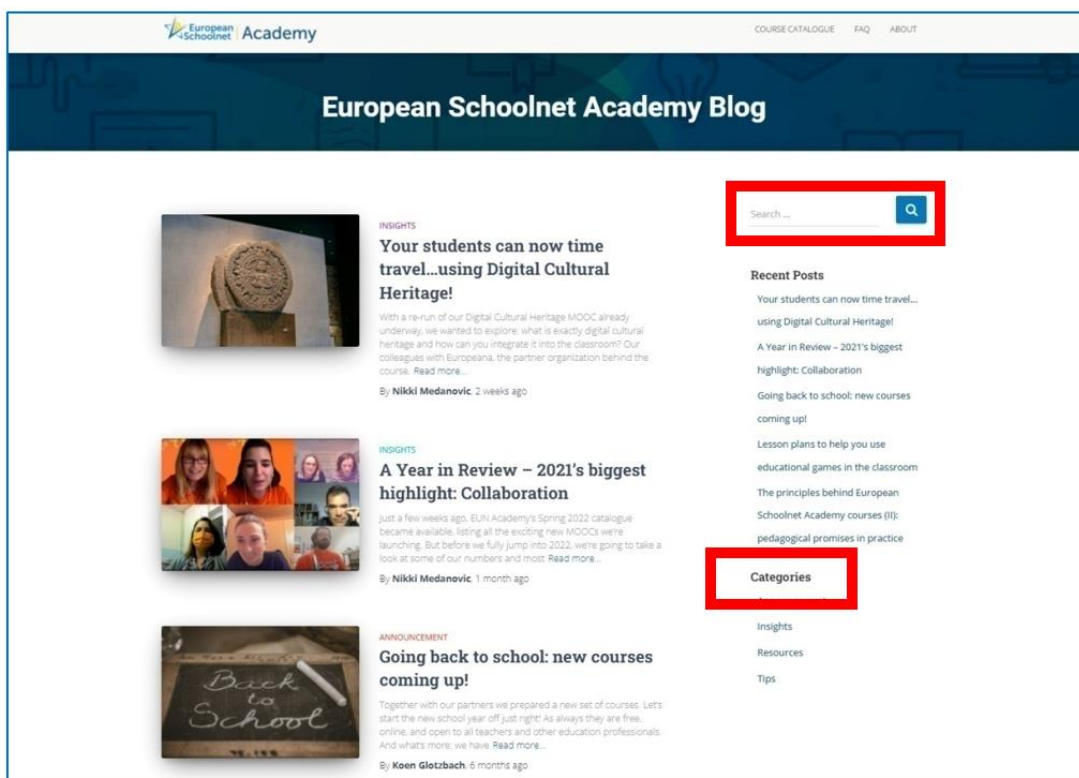 European
Schoolnet
Academy
COURSE CATALOGUE FAQ ABOUT
European Schoolnet Academy Blog
INSIGHTS
Your students can now time
travel...using Digital Cultural
Heritage!
With a re-run of our Digital Cultural Heritage MOOC already
underway, we wanted to explore: what is exactly digital cultural
heritage and how can you integrate it into the classroom? Our
colleagues with Europeana, the partner organization behind the
course, Read more...
By Nikki Medanovic, 2 weeks ago
INSIGHTS
A Year in Review – 2021's biggest
highlight: Collaboration
Just a few weeks ago, EUN Academy's Spring 2022 catalogue
became available, listing all the exciting new MOOCs we're
launching. But before we fully jump into 2022, we're going to take a
look at some of our numbers and most Read more...
By Nikki Medanovic, 1 month ago
Back
to
School
ANNOUNCEMENT
Going back to school: new courses
coming up!
Together with our partners we prepared a new set of courses. Let's
start the new school year off just right! As always they are free,
online, and open to all teachers and other education professionals.
And what's more: we have Read more...
By Koen Glotzbach, 6 months ago
Search ...
Recent Posts
Your students can now time travel...
using Digital Cultural Heritage!
A Year in Review – 2021's biggest
highlight: Collaboration
Going back to school: new courses
coming up!
Lesson plans to help you use
educational games in the classroom
The principles behind European
Schoolnet Academy courses (II):
pedagogical promises in practice
Categories
Insights
Resources
Tips